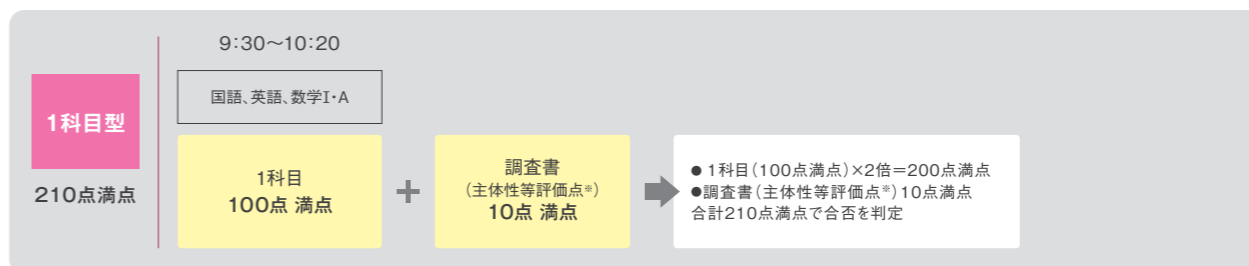 1科目型
210点満点
9:30〜10:20
国語、英語、数学I・A
1科目
100点 満点
+
調査書
(主体性等評価点※)
10点 満点
● 1科目(100点満点)×2倍=200点満点
●調査書(主体性等評価点※)10点満点
合計210点満点で合否を判定